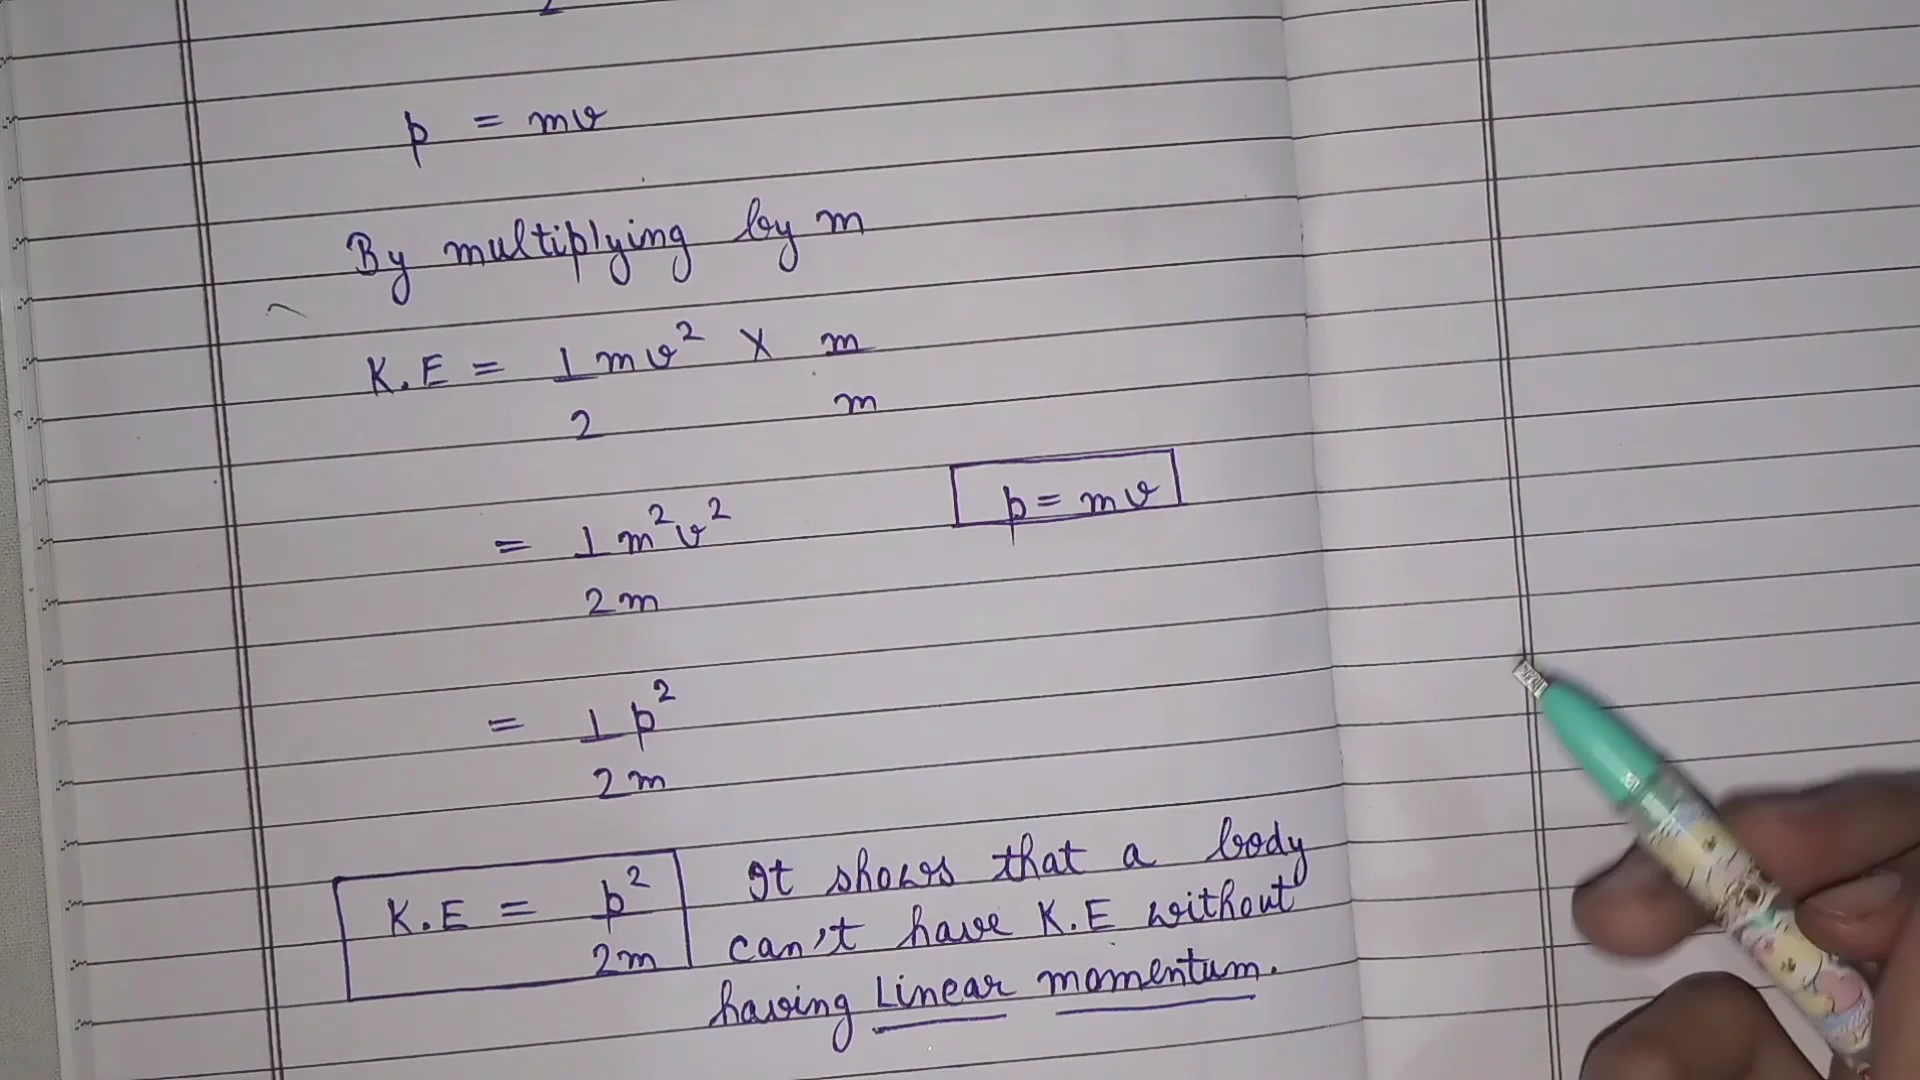 p = mv
By multiplying by m
K.E = 1 mv² × m
2 m
= 1 m²v²
2m
p = mv
= 1 p²
2m
K.E = p²
2m
It shows that a body
can't have K.E without
having Linear momentum.